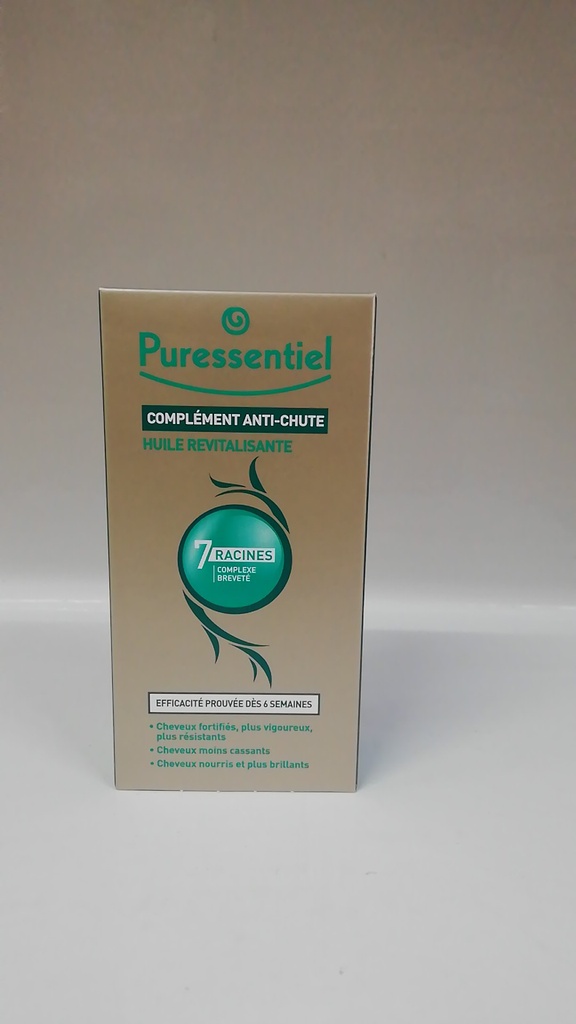 Puressentiel
COMPLÉMENT ANTI-CHUTE
HUILE REVITALISANTE
7 RACINES
COMPLEXE
BREVETÉ
EFFICACITÉ PROUVÉE DÈS 6 SEMAINES
• Cheveux fortifiés, plus vigoureux,
plus résistants
• Cheveux moins cassants
• Cheveux nourris et plus brillants